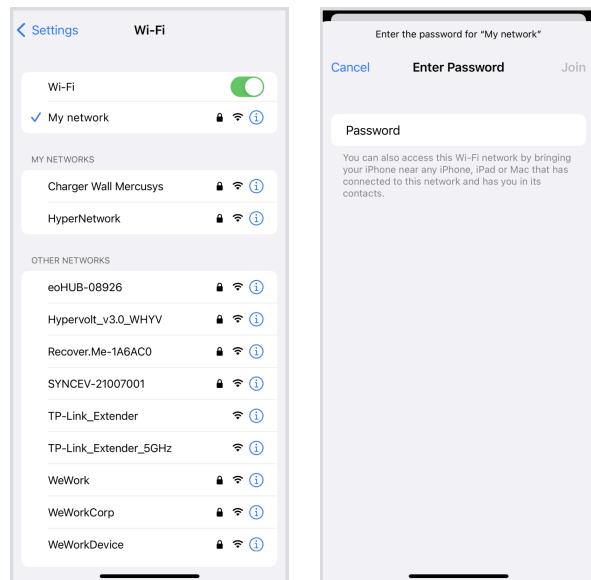 Settings
Wi-Fi
Wi-Fi
My network
MY NETWORKS
Charger Wall Mercusys
HyperNetwork
OTHER NETWORKS
eoHUB-08926
Hypervolt_v3.0_WHYV
Recover.Me-1A6AC0
SYNCEV-21007001
TP-Link_Extender
TP-Link_Extender_5GHz
WeWork
WeWorkCorp
WeWorkDevice
Enter the password for “My network”
Cancel
Enter Password
Join
Password
You can also access this Wi-Fi network by bringing
your iPhone near any iPhone, iPad or Mac that has
connected to this network and has you in its
contacts.